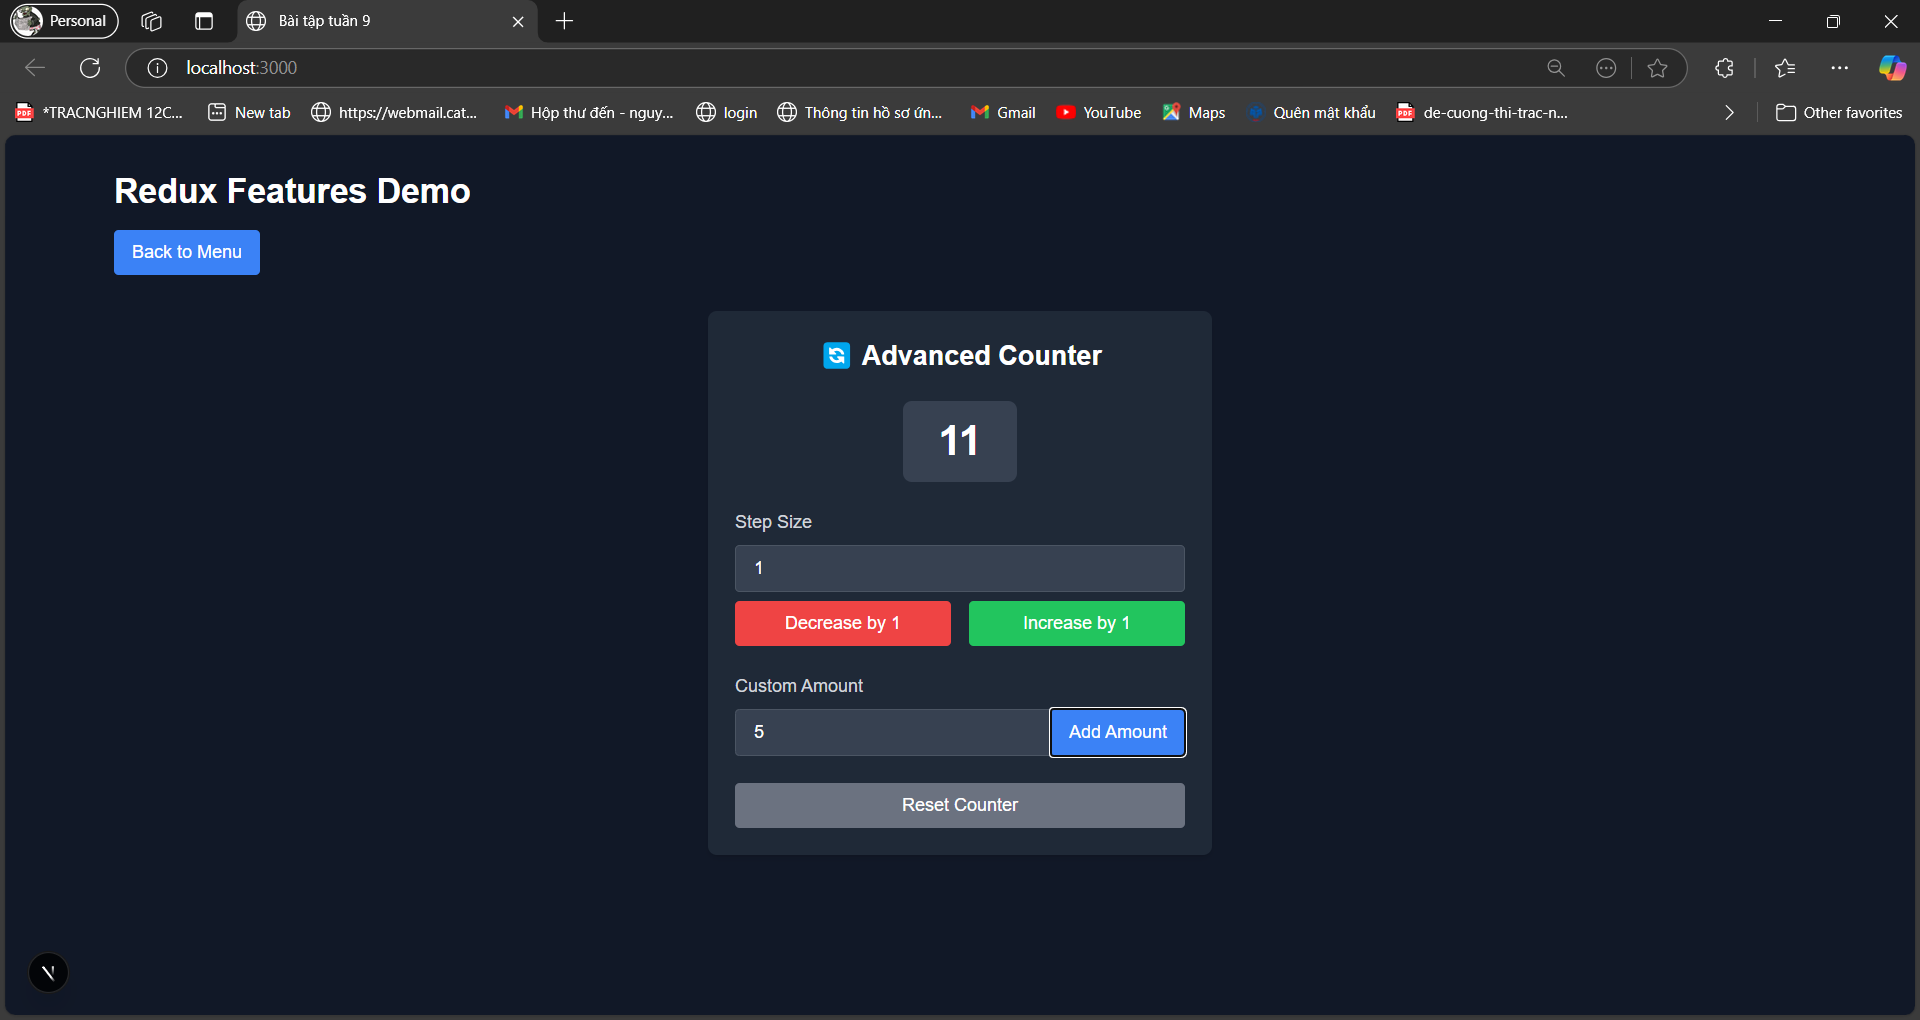 Personal
Bài tập tuần 9
localhost:3000
*TRACNGHIEM 12C...
New tab
https://webmail.cat...
Hộp thư đến - nguy...
login
Thông tin hồ sơ ứn...
Gmail
YouTube
Maps
Quên mật khẩu
de-cuong-thi-trac-n...
Other favorites
Redux Features Demo
Back to Menu
Advanced Counter
11
Step Size
1
Decrease by 1
Increase by 1
Custom Amount
5
Add Amount
Reset Counter